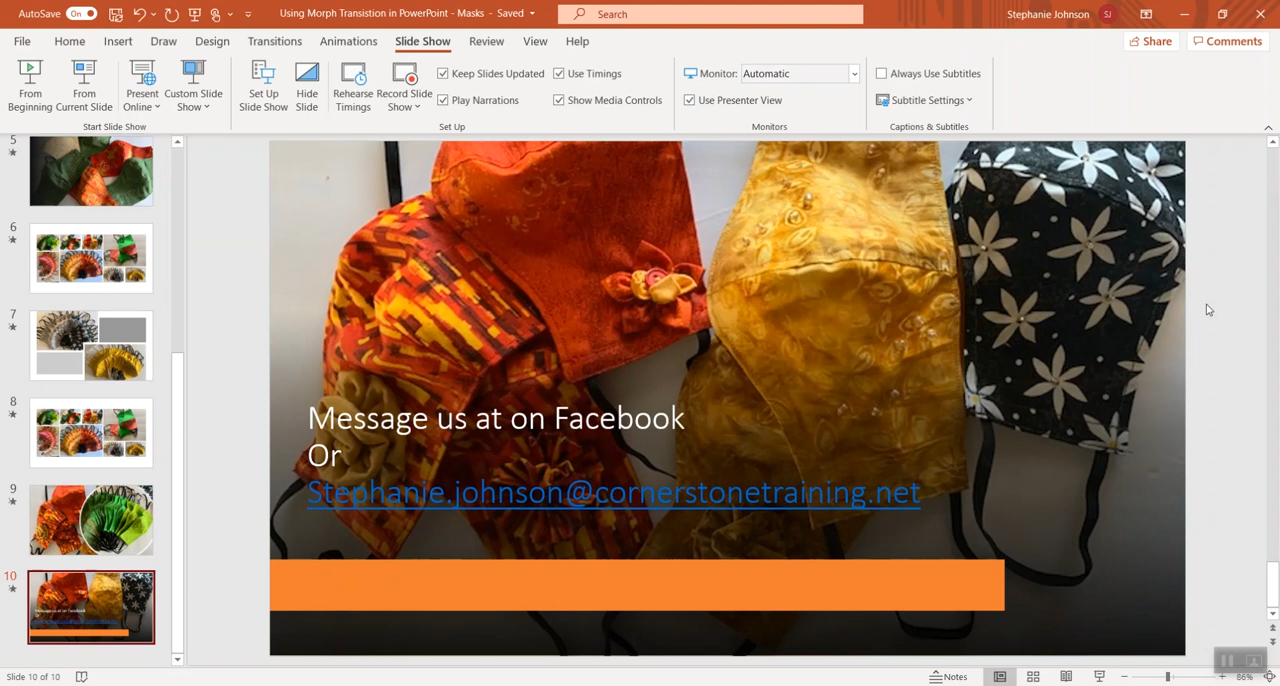 AutoSave On Using Morph Transistion in PowerPoint - Masks - Saved Search Stephanie Johnson SJ
File Home Insert Draw Design Transitions Animations Slide Show Review View Help Share Comments
From Beginning
From Current Slide
Present Online
Custom Slide Show
Start Slide Show
Set Up Slide Show
Hide Slide
Rehearse Timings
Record Slide Show
Keep Slides Updated
Play Narrations
Use Timings
Show Media Controls
Set Up
Monitor: Automatic
Use Presenter View
Monitors
Always Use Subtitles
Subtitle Settings
Captions & Subtitles
5
6
7
8
9
10
Message us at on Facebook
Or
Stephanie.johnson@cornerstonetraining.net
Slide 10 of 10 Notes 86%